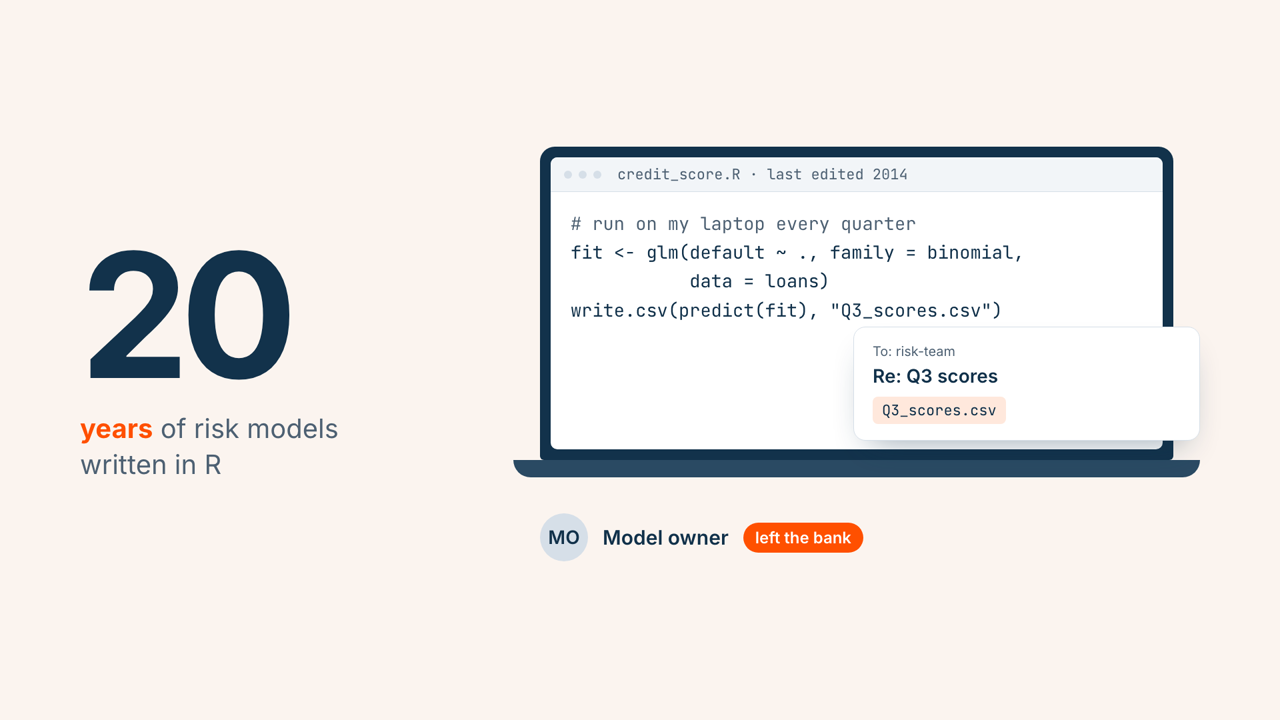 20
years of risk models
written in R
credit_score.R · last edited 2014
# run on my laptop every quarter
fit <- glm(default ~ ., family = binomial,
           data = loans)
write.csv(predict(fit), "Q3_scores.csv")
To: risk-team
Re: Q3 scores
Q3_scores.csv
MO Model owner left the bank